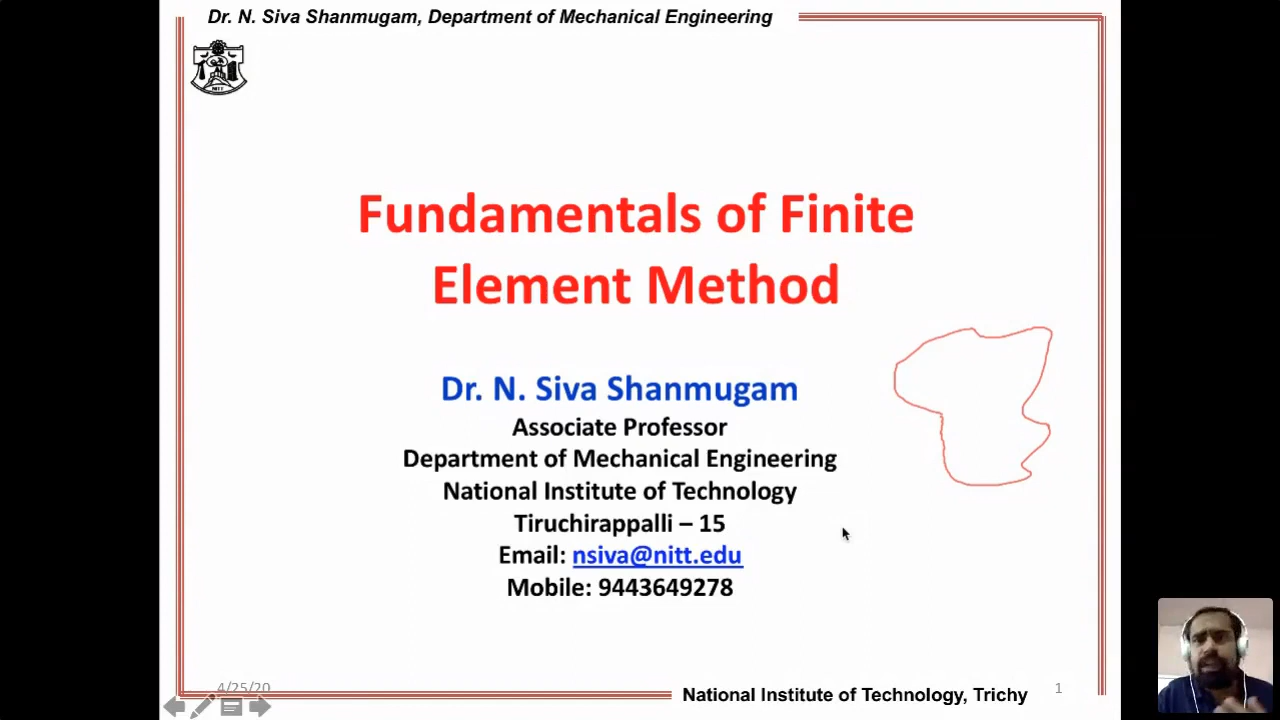 Dr. N. Siva Shanmugam, Department of Mechanical Engineering
NITT
Fundamentals of Finite
Element Method
Dr. N. Siva Shanmugam
Associate Professor
Department of Mechanical Engineering
National Institute of Technology
Tiruchirappalli – 15
Email: nsiva@nitt.edu
Mobile: 9443649278
4/25/20
National Institute of Technology, Trichy
1